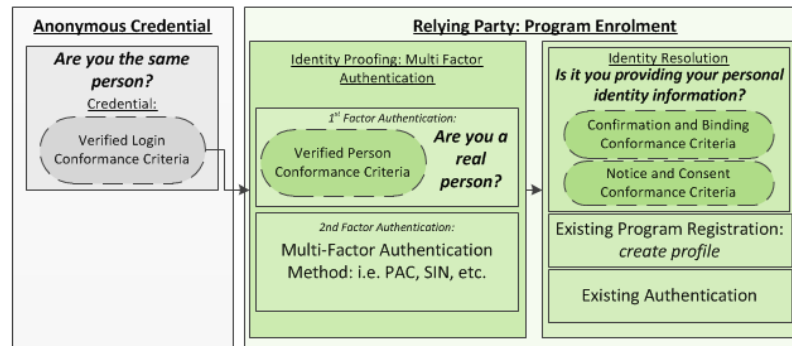 Anonymous Credential
Are you the same
person?
Credential:
Verified Login
Conformance Criteria
Relying Party: Program Enrolment
Identity Proofing: Multi Factor
Authentication
1st Factor Authentication:
Verified Person
Conformance Criteria
Are you a
real
person?
2nd Factor Authentication:
Multi-Factor Authentication
Method: i.e. PAC, SIN, etc.
Identity Resolution
Is it you providing your personal
identity information?
Confirmation and Binding
Conformance Criteria
Notice and Consent
Conformance Criteria
Existing Program Registration:
create profile
Existing Authentication